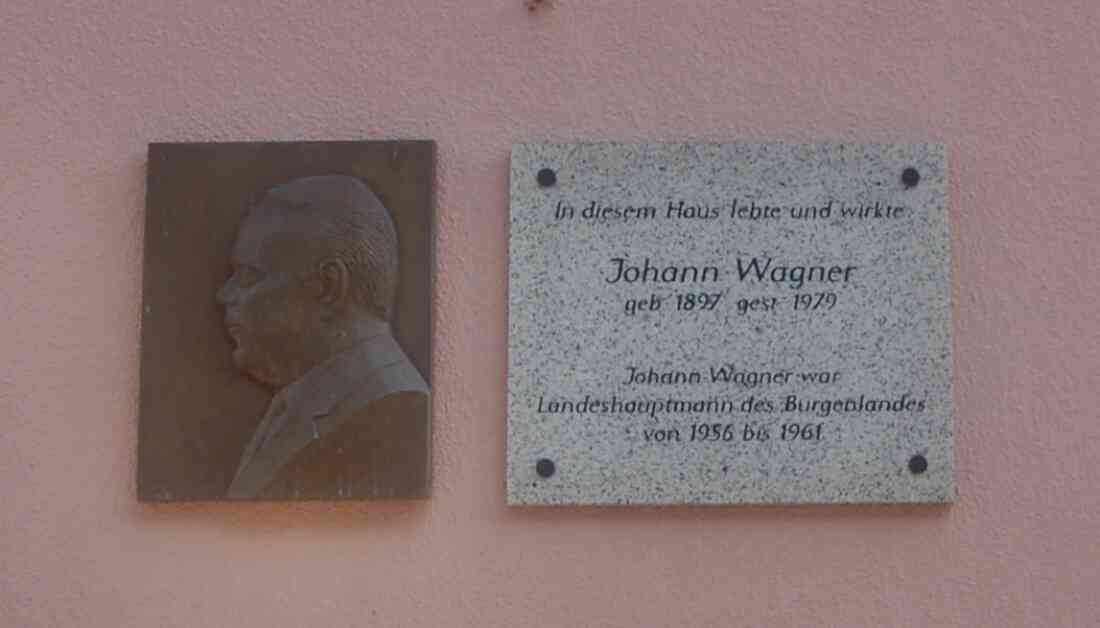 In diesem Haus lebte und wirkte
Johann Wagner
geb 1897 gest 1979
Johann Wagner war
Landeshauptmann des Burgenlandes
von 1956 bis 1961